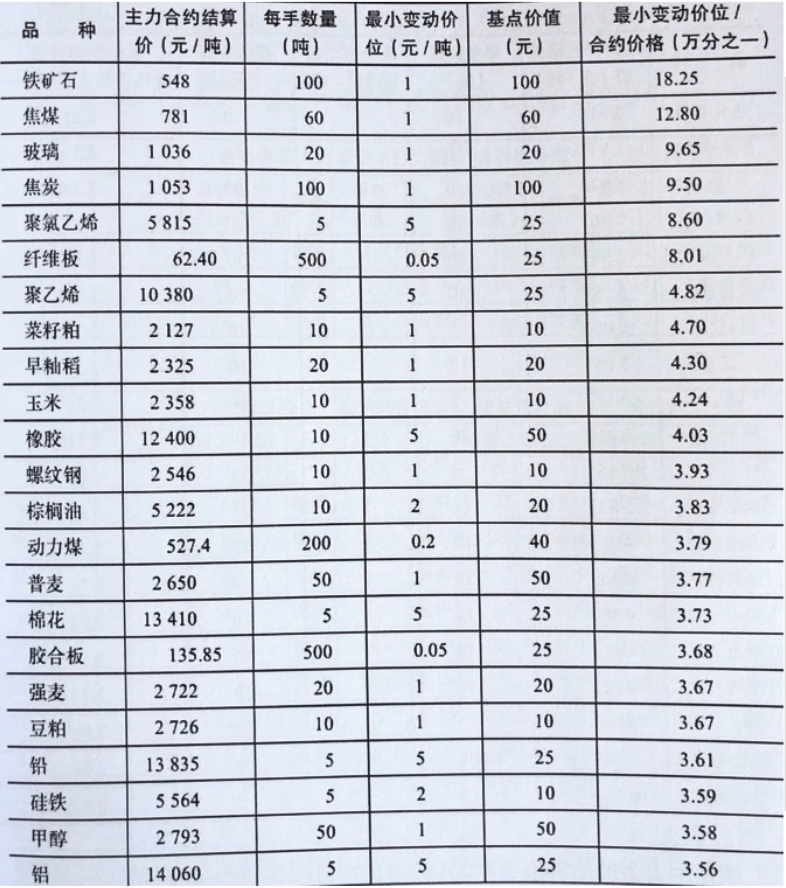 品 种 主力合约结算 每手数量 最小变动价 基点价值 最小变动价位 /
价（元 / 吨） （吨） 位（元 / 吨） （元） 合约价格（万分之一）
铁矿石 548 100 1 100 18.25
焦煤 781 60 1 60 12.80
玻璃 1 036 20 1 20 9.65
焦炭 1 053 100 1 100 9.50
聚氯乙烯 5 815 5 5 25 8.60
纤维板 62.40 500 0.05 25 8.01
聚乙烯 10 380 5 5 25 4.82
菜籽粕 2 127 10 1 10 4.70
早籼稻 2 325 20 1 20 4.30
玉米 2 358 10 1 10 4.24
橡胶 12 400 10 5 50 4.03
螺纹钢 2 546 10 1 10 3.93
棕榈油 5 222 10 2 20 3.83
动力煤 527.4 200 0.2 40 3.79
普麦 2 650 50 1 50 3.77
棉花 13 410 5 5 25 3.73
胶合板 135.85 500 0.05 25 3.68
强麦 2 722 20 1 20 3.67
豆粕 2 726 10 1 10 3.67
铅 13 835 5 5 25 3.61
硅铁 5 564 5 2 10 3.59
甲醇 2 793 50 1 50 3.58
铝 14 060 5 5 25 3.56